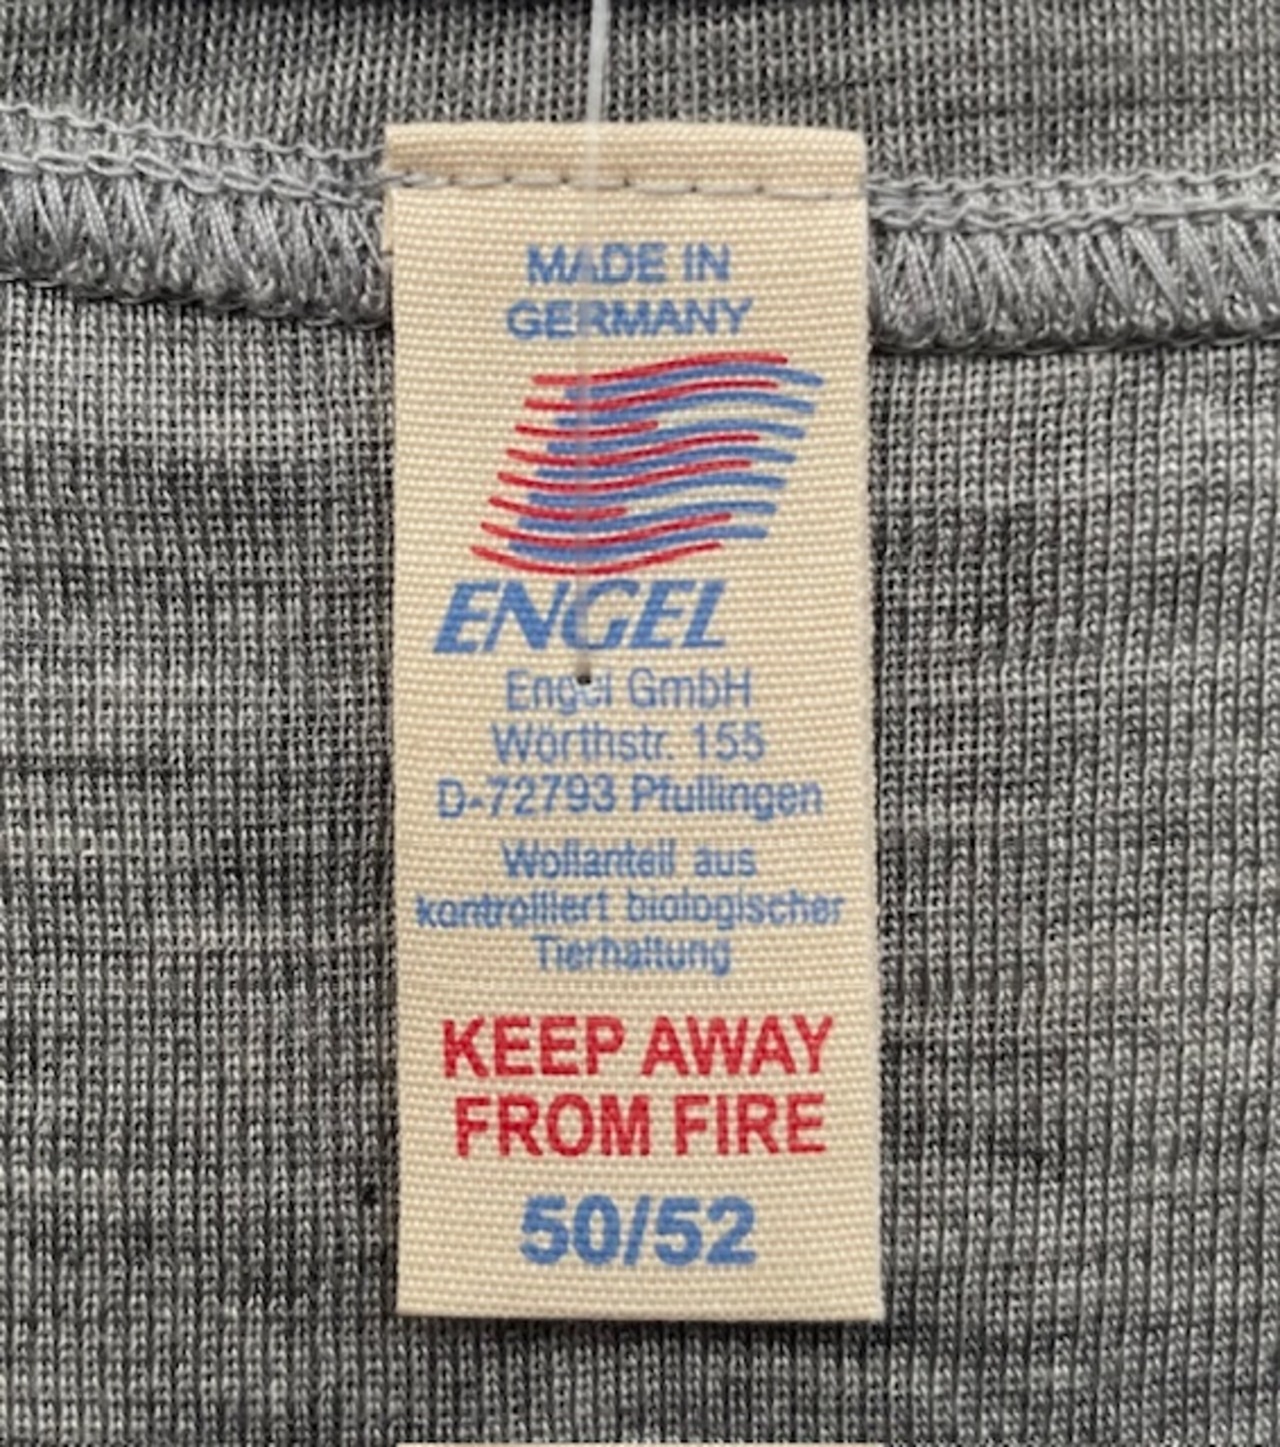 MADE IN
GERMANY
ENGEL
Engel GmbH
Wörthstr. 155
D-72793 Pfullingen
Wollanteil aus
kontrolliert biologischer
Tierhaltung
KEEP AWAY
FROM FIRE
50/52